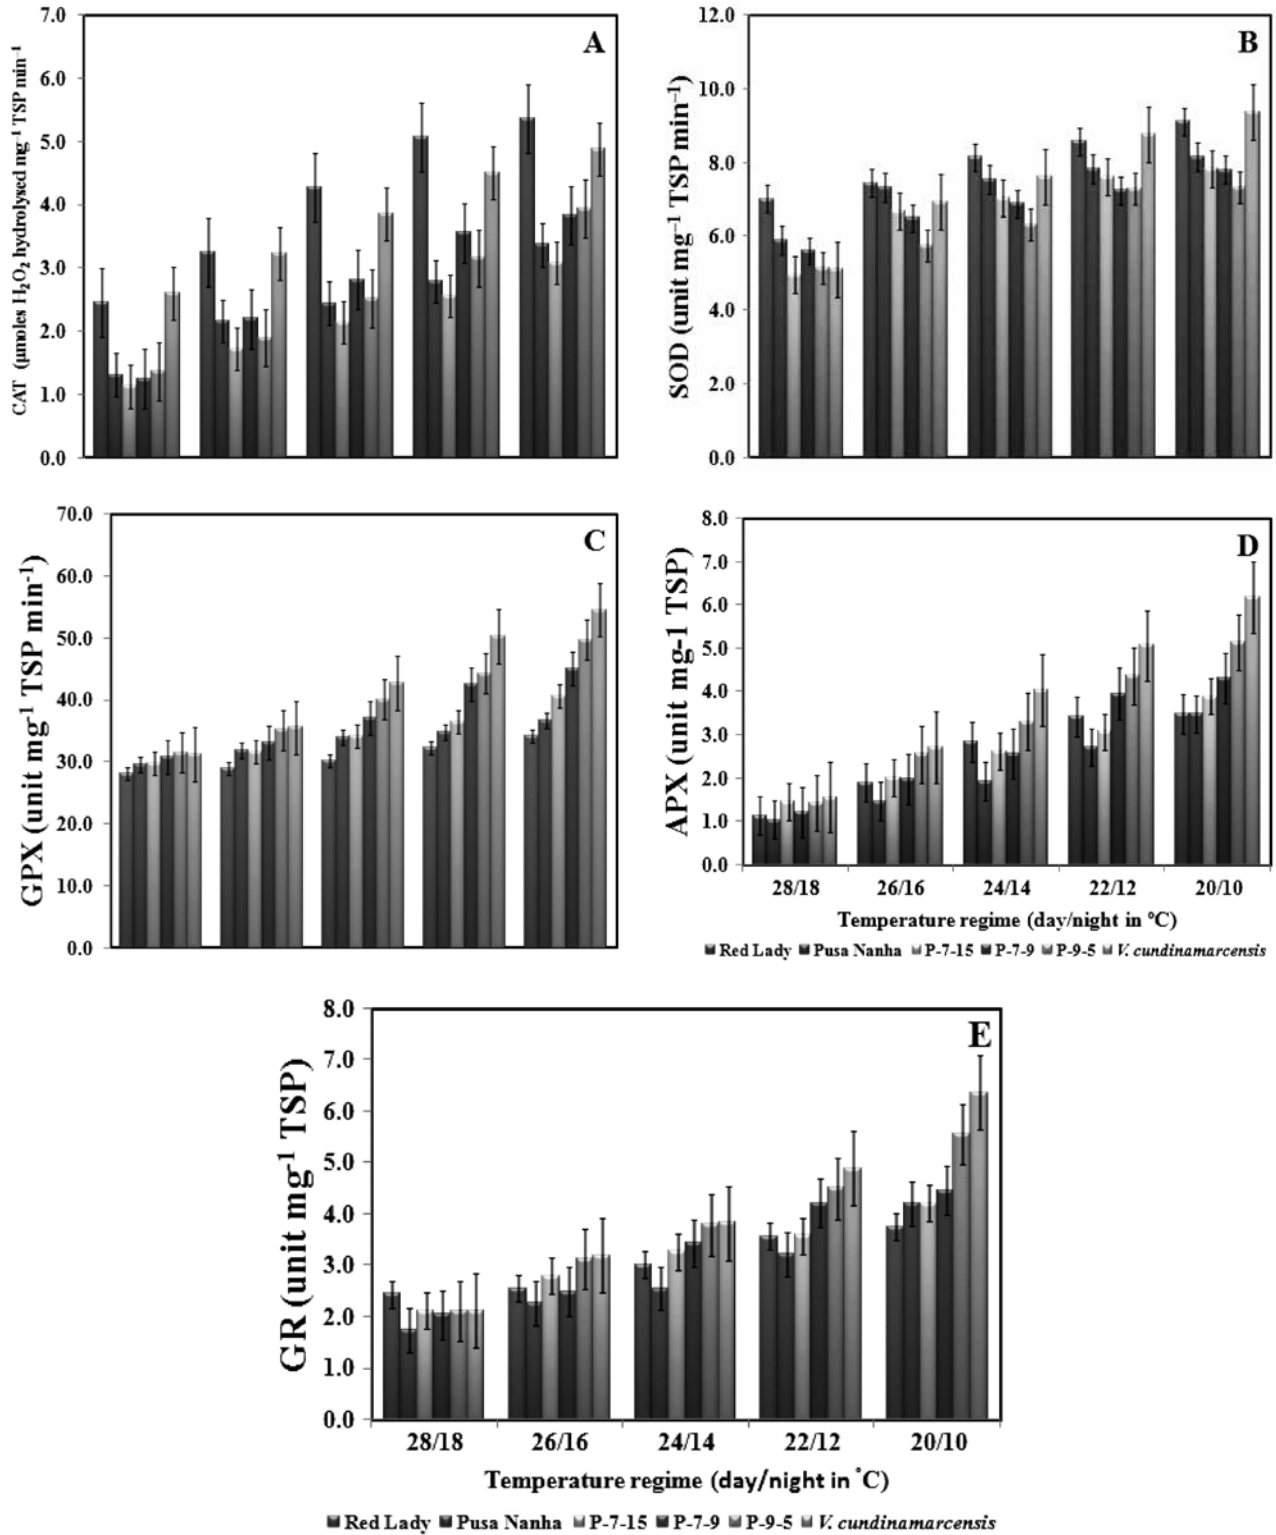 A
CAT (μmoles H₂O₂ hydrolysed mg⁻¹ TSP min⁻¹
7.0
6.0
5.0
4.0
3.0
2.0
1.0
0.0
B
SOD (unit mg⁻¹ TSP min⁻¹)
12.0
10.0
8.0
6.0
4.0
2.0
0.0
C
GPX (unit mg⁻¹ TSP min⁻¹)
70.0
60.0
50.0
40.0
30.0
20.0
10.0
0.0
D
APX (unit mg-1 TSP)
8.0
7.0
6.0
5.0
4.0
3.0
2.0
1.0
0.0
28/18 26/16 24/14 22/12 20/10
Temperature regime (day/night in °C)
Red Lady Pusa Nanha P-7-15 P-7-9 P-9-5 V. cundinamarcensis
E
GR (unit mg⁻¹ TSP)
8.0
7.0
6.0
5.0
4.0
3.0
2.0
1.0
0.0
28/18 26/16 24/14 22/12 20/10
Temperature regime (day/night in °C)
Red Lady Pusa Nanha P-7-15 P-7-9 P-9-5 V. cundinamarcensis